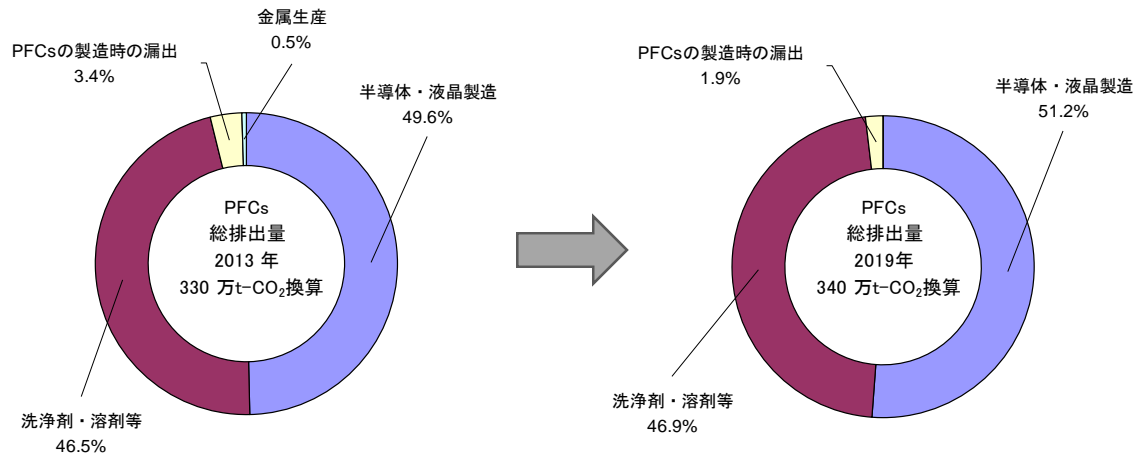 金属生産
0.5%
PFCsの製造時の漏出
3.4%
半導体・液晶製造
49.6%
PFCs
総排出量
2013 年
330 万t-CO₂換算
洗浄剤・溶剤等
46.5%
PFCsの製造時の漏出
1.9%
半導体・液晶製造
51.2%
PFCs
総排出量
2019年
340 万t-CO₂換算
洗浄剤・溶剤等
46.9%